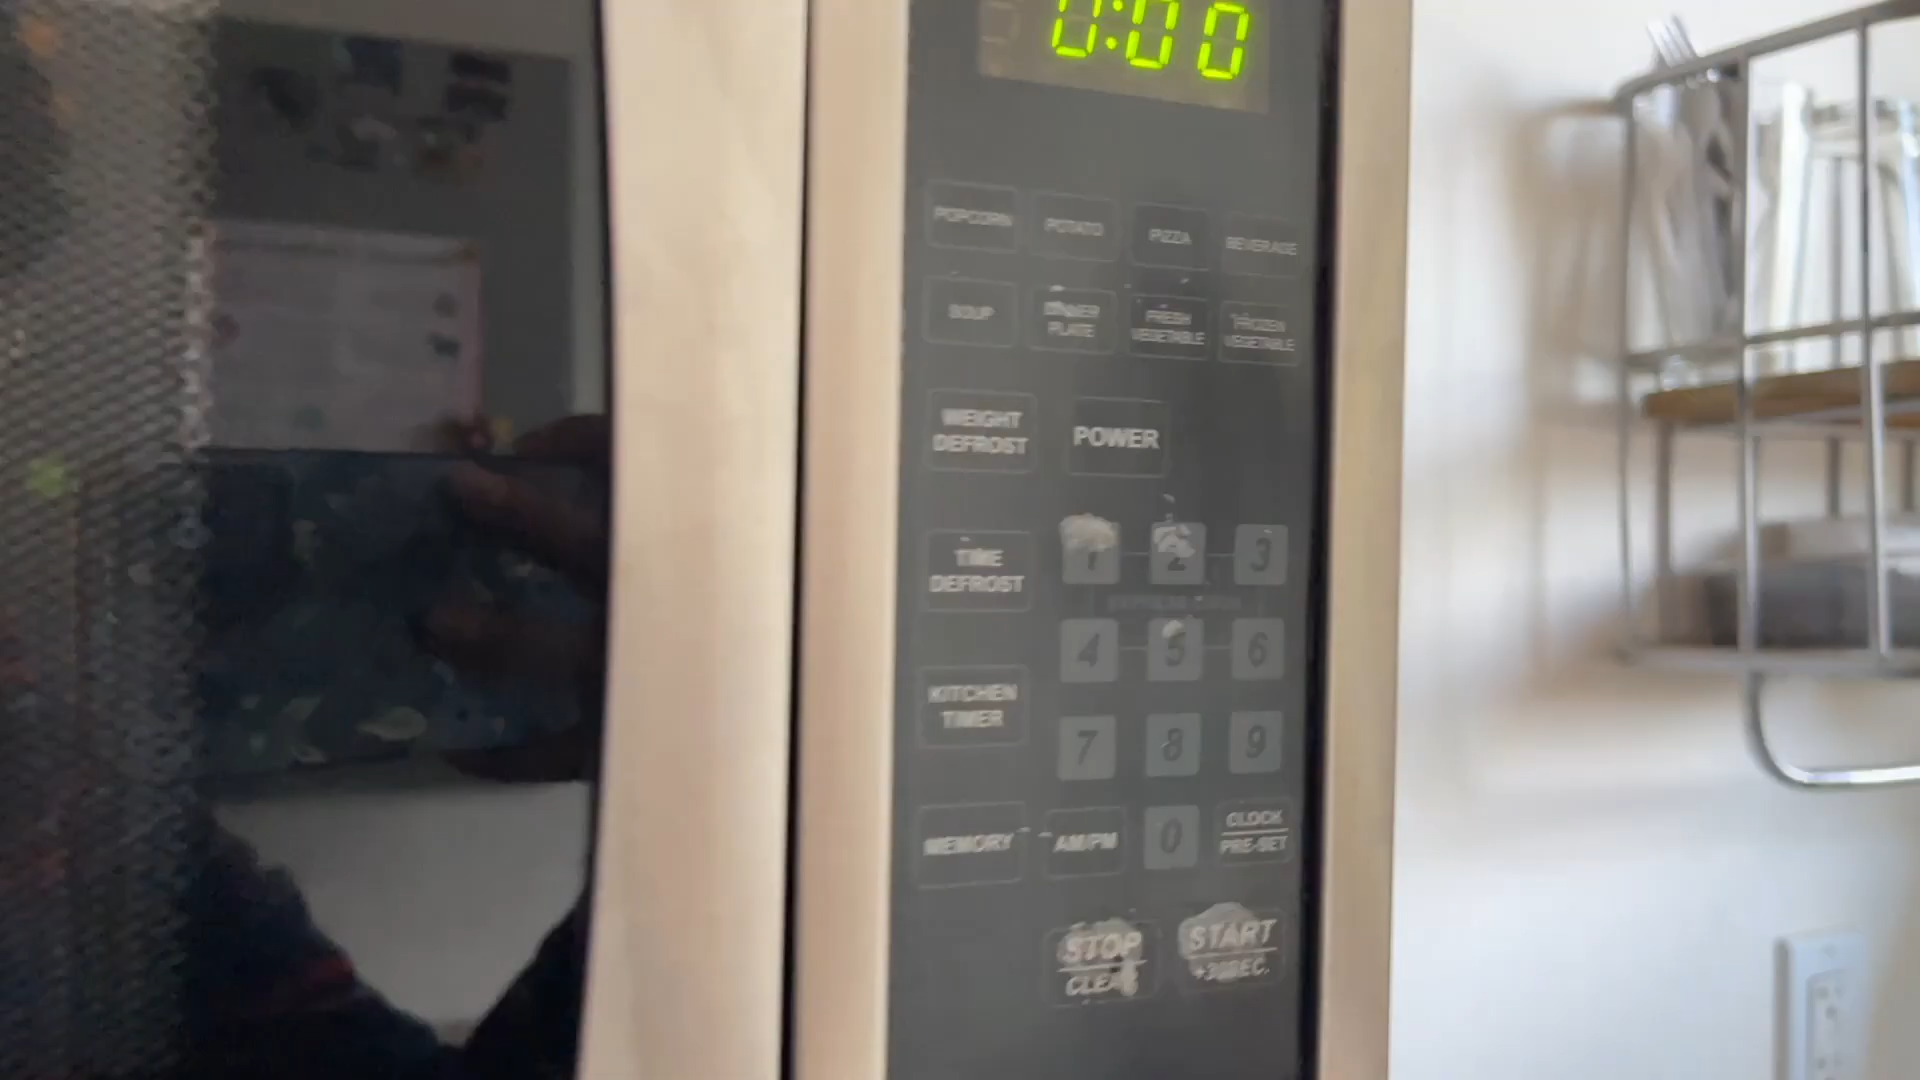 0:00
POPCORN POTATO PIZZA BEVERAGE
SOUP DINNER PLATE FRESH VEGETABLE FROZEN VEGETABLE
WEIGHT DEFROST POWER
TIME DEFROST
1 2 3
EXPRESS COOK
4 5 6
KITCHEN TIMER
7 8 9
MEMORY AM/PM 0 CLOCK
PRE-SET
STOP START
CLEAR +30SEC.